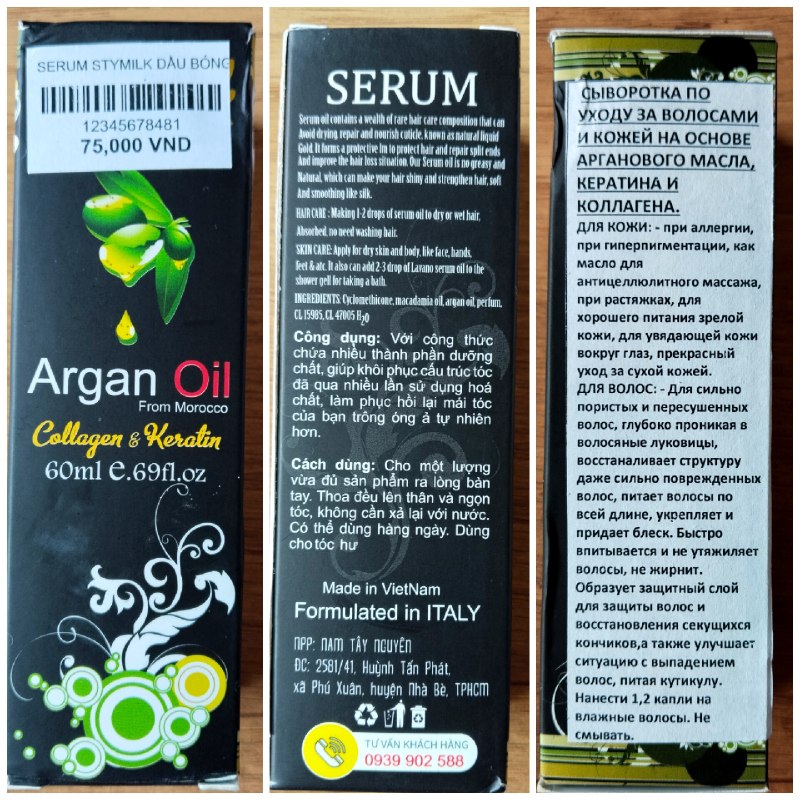 SERUM STYMILK DẦU BÓNG
12345678481
75,000 VND
Argan Oil
From Morocco
Collagen & Keratin
60ml e.69fl.oz
SERUM
Serum oil contains a wealth of rare hair care composition that can
Avoid drying, repair and nourish cuticle, known as natural liquid
Gold. It forms a protective lm to protect hair and repair split ends
And improve the hair loss situation. Our Serum oil is no greasy and
Natural, which can make your hair shiny and strengthen hair, soft
And smoothing like silk.
HAIR CARE : Making 1-2 drops of serum oil to dry or wet hair,
Absorbed, no need washing hair.
SKIN CARE: Apply for dry skin and body, like face, hands,
Feet & atc. It also can add 2-3 drop of Lavano serum oil to the
shower gell for taking a bath.
INGREDIENTS: Cyclomethicone, macadamia oil, argan oil, perfum,
CL 15985, CL 47005 H2O
Công dụng: Với công thức
chứa nhiều thành phần dưỡng
chất, giúp khôi phục cấu trúc tóc
đã qua nhiều lần sử dụng hoá
chất, làm phục hồi lại mái tóc
của bạn trông óng ả tự nhiên
hơn.
Cách dùng: Cho một lượng
vừa đủ sản phẩm ra lòng bàn
tay. Thoa đều lên thân và ngọn
tóc, không cần xả lại với nước.
Có thể dùng hàng ngày. Dùng
cho tóc hư
Made in VietNam
Formulated in ITALY
NPP: NAM TÂY NGUYÊN
ĐC: 2581/41, Huỳnh Tấn Phát,
xã Phú Xuân, huyện Nhà Bè, TPHCM
TƯ VẤN KHÁCH HÀNG
0939 902 588
СЫВОРОТКА ПО
УХОДУ ЗА ВОЛОСАМИ
И КОЖЕЙ НА ОСНОВЕ
АРГАНОВОГО МАСЛА,
КЕРАТИНА И
КОЛЛАГЕНА.
ДЛЯ КОЖИ: - при аллергии,
при гиперпигментации, как
масло для
антицеллюлитного массажа,
при растяжках, для
хорошего питания зрелой
кожи, для увядающей кожи
вокруг глаз, прекрасный
уход за сухой кожей.
ДЛЯ ВОЛОС: - Для сильно
пористых и пересушенных
волос, глубоко проникая в
волосяные луковицы,
восстаналивает структуру
даже сильно поврежденных
волос, питает волосы по
всей длине, укрепляет и
придает блеск. Быстро
впитывается и не утяжиляет
волосы, не жирнит.
Образует защитный слой
для защиты волос и
восстановления секущихся
кончиков,а также улучшает
ситуацию с выпадением
волос, питая кутикулу.
Нанести 1,2 капли на
влажные волосы. Не
смывать.